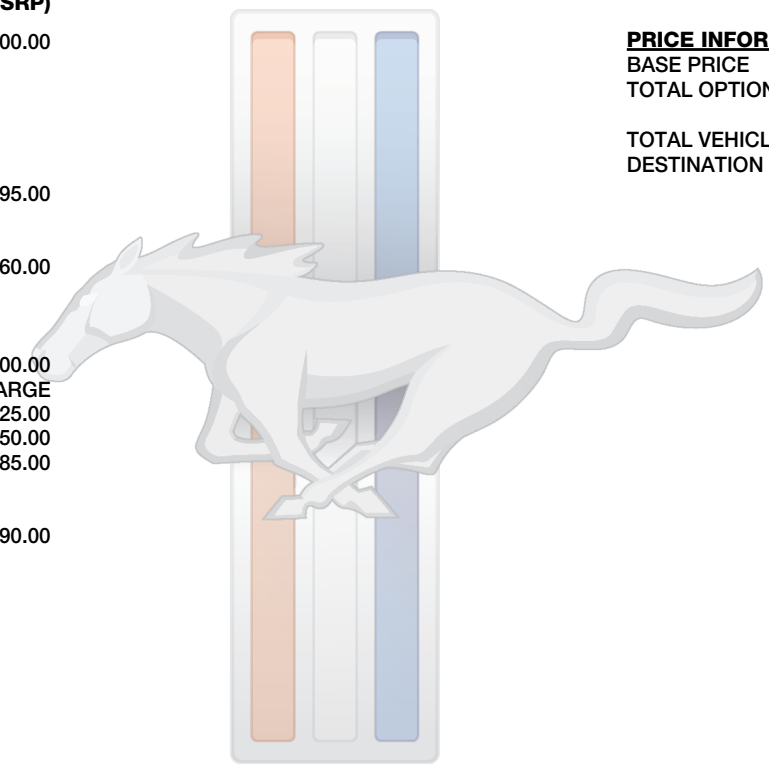 SRP)
00.00
95.00
60.00
00.00
ARGE
25.00
50.00
85.00
90.00
PRICE INFOR
BASE PRICE
TOTAL OPTION
TOTAL VEHICL
DESTINATION